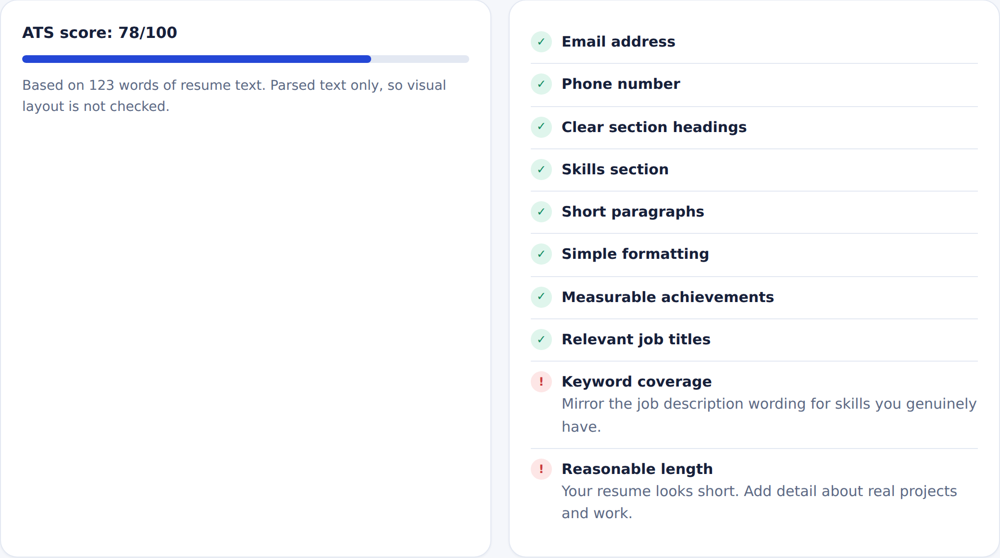 ATS score: 78/100
Based on 123 words of resume text. Parsed text only, so visual
layout is not checked.
✓ Email address
✓ Phone number
✓ Clear section headings
✓ Skills section
✓ Short paragraphs
✓ Simple formatting
✓ Measurable achievements
✓ Relevant job titles
! Keyword coverage
Mirror the job description wording for skills you genuinely
have.
! Reasonable length
Your resume looks short. Add detail about real projects
and work.